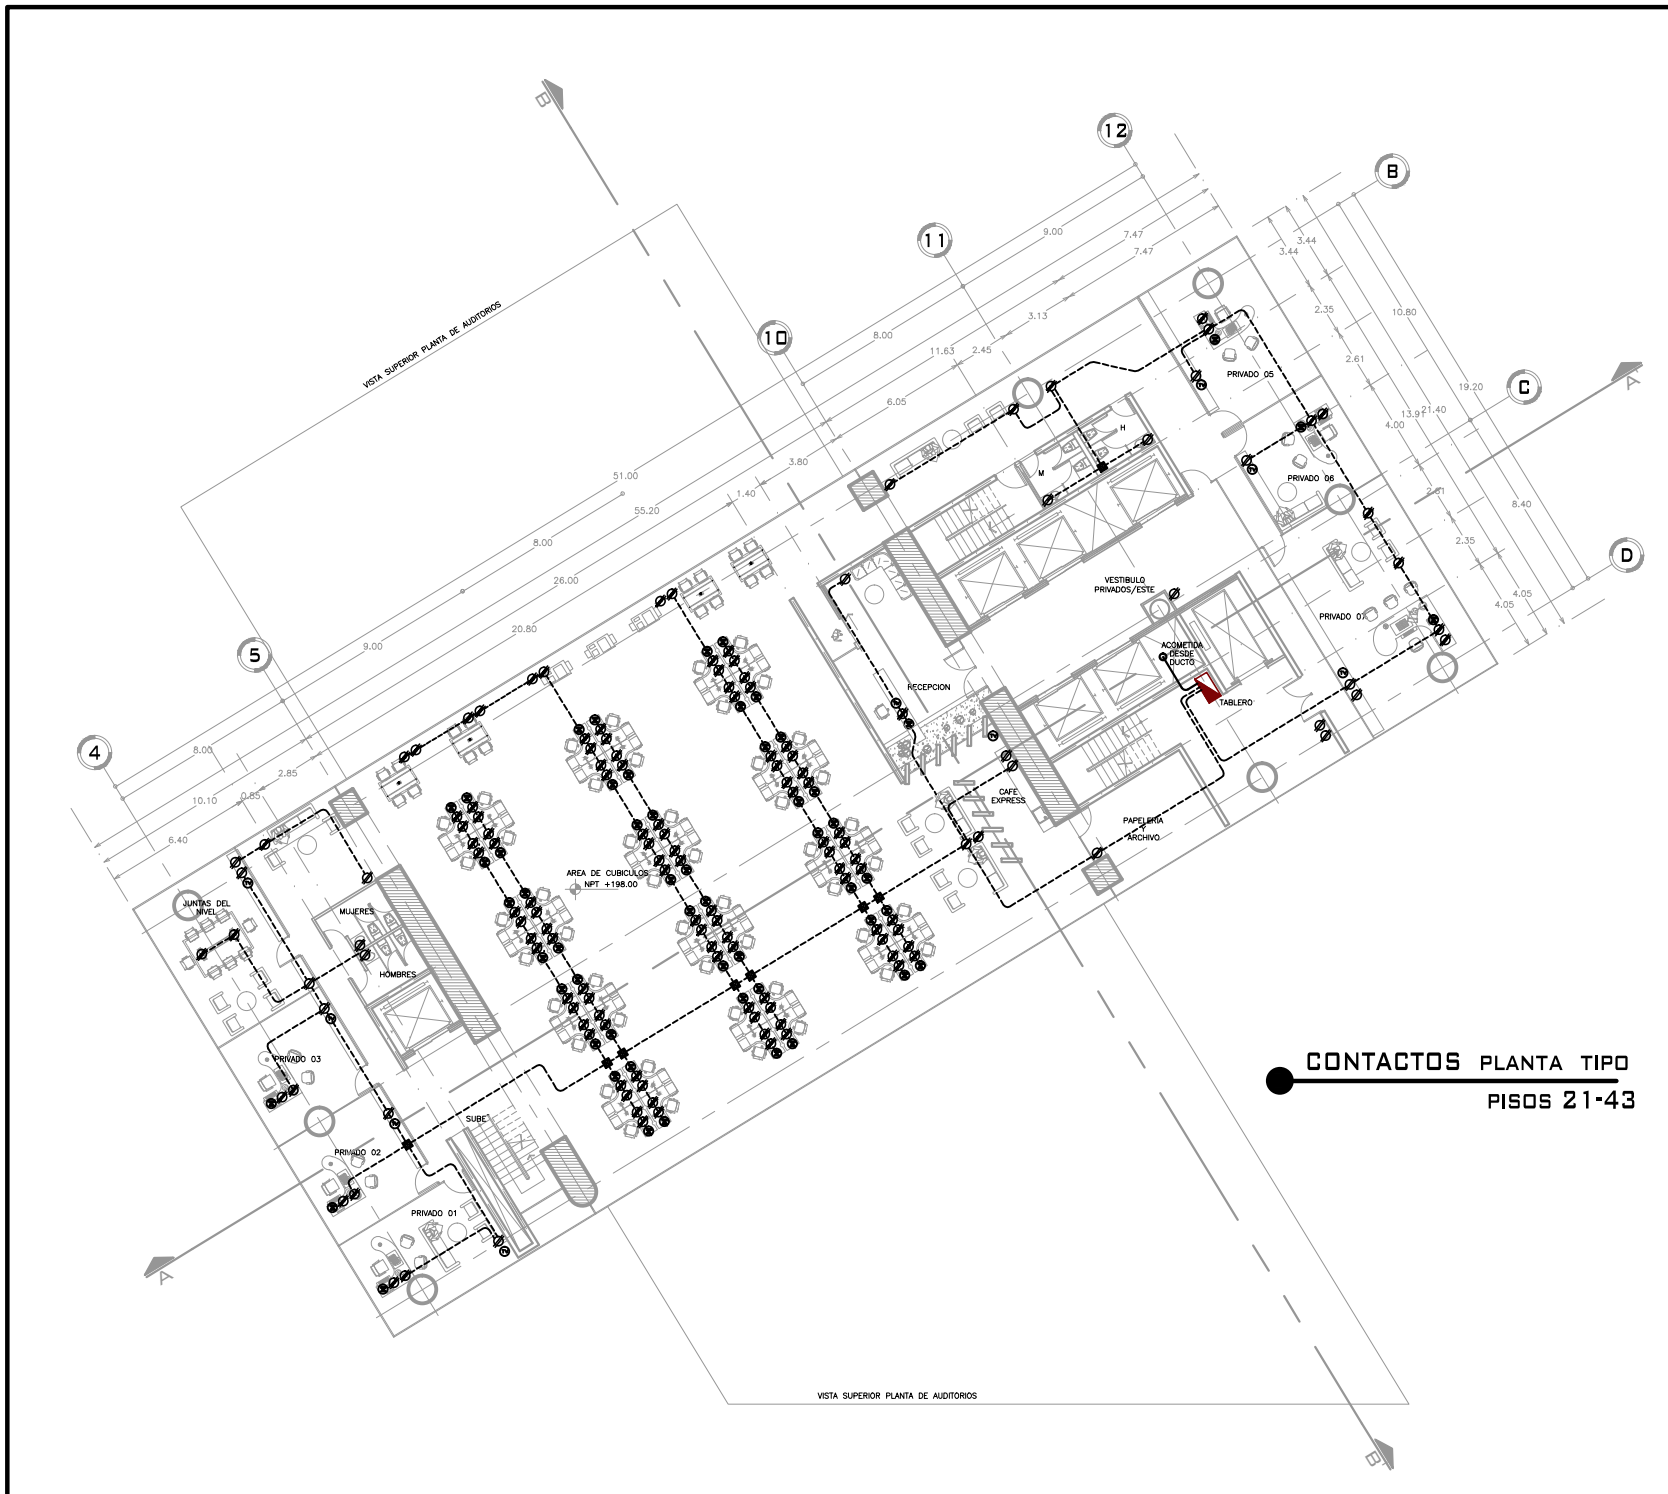 B
12
B
9.00
7.47
7.47
3.44
3.44
11
3.13
2.35
10.80
8.00
10
11.63
2.45
2.61
19.20
C
A
13.91
21.40
4.00
6.05
VISTA SUPERIOR PLANTA DE AUDITORIOS
3.80
51.00
1.40
55.20
8.00
26.00
20.80
9.00
5
PRIVADO 05
H
M
PRIVADO 06
2.61
8.40
2.35
D
4.05
4.05
VESTIBULO
PRIVADOS/ESTE
PRIVADO 07
ACOMETIDA
DESDE
DUCTO
TABLERO
RECEPCION
4
8.00
2.85
10.10
0.85
6.40
CAFE
EXPRESS
PAPELERIA
Y
ARCHIVO
AREA DE CUBICULOS
NPT +198.00
JUNTAS DEL
NIVEL
MUJERES
HOMBRES
PRIVADO 03
SUBE
PRIVADO 02
PRIVADO 01
A
CONTACTOS PLANTA TIPO
PISOS 21-43
VISTA SUPERIOR PLANTA DE AUDITORIOS
B